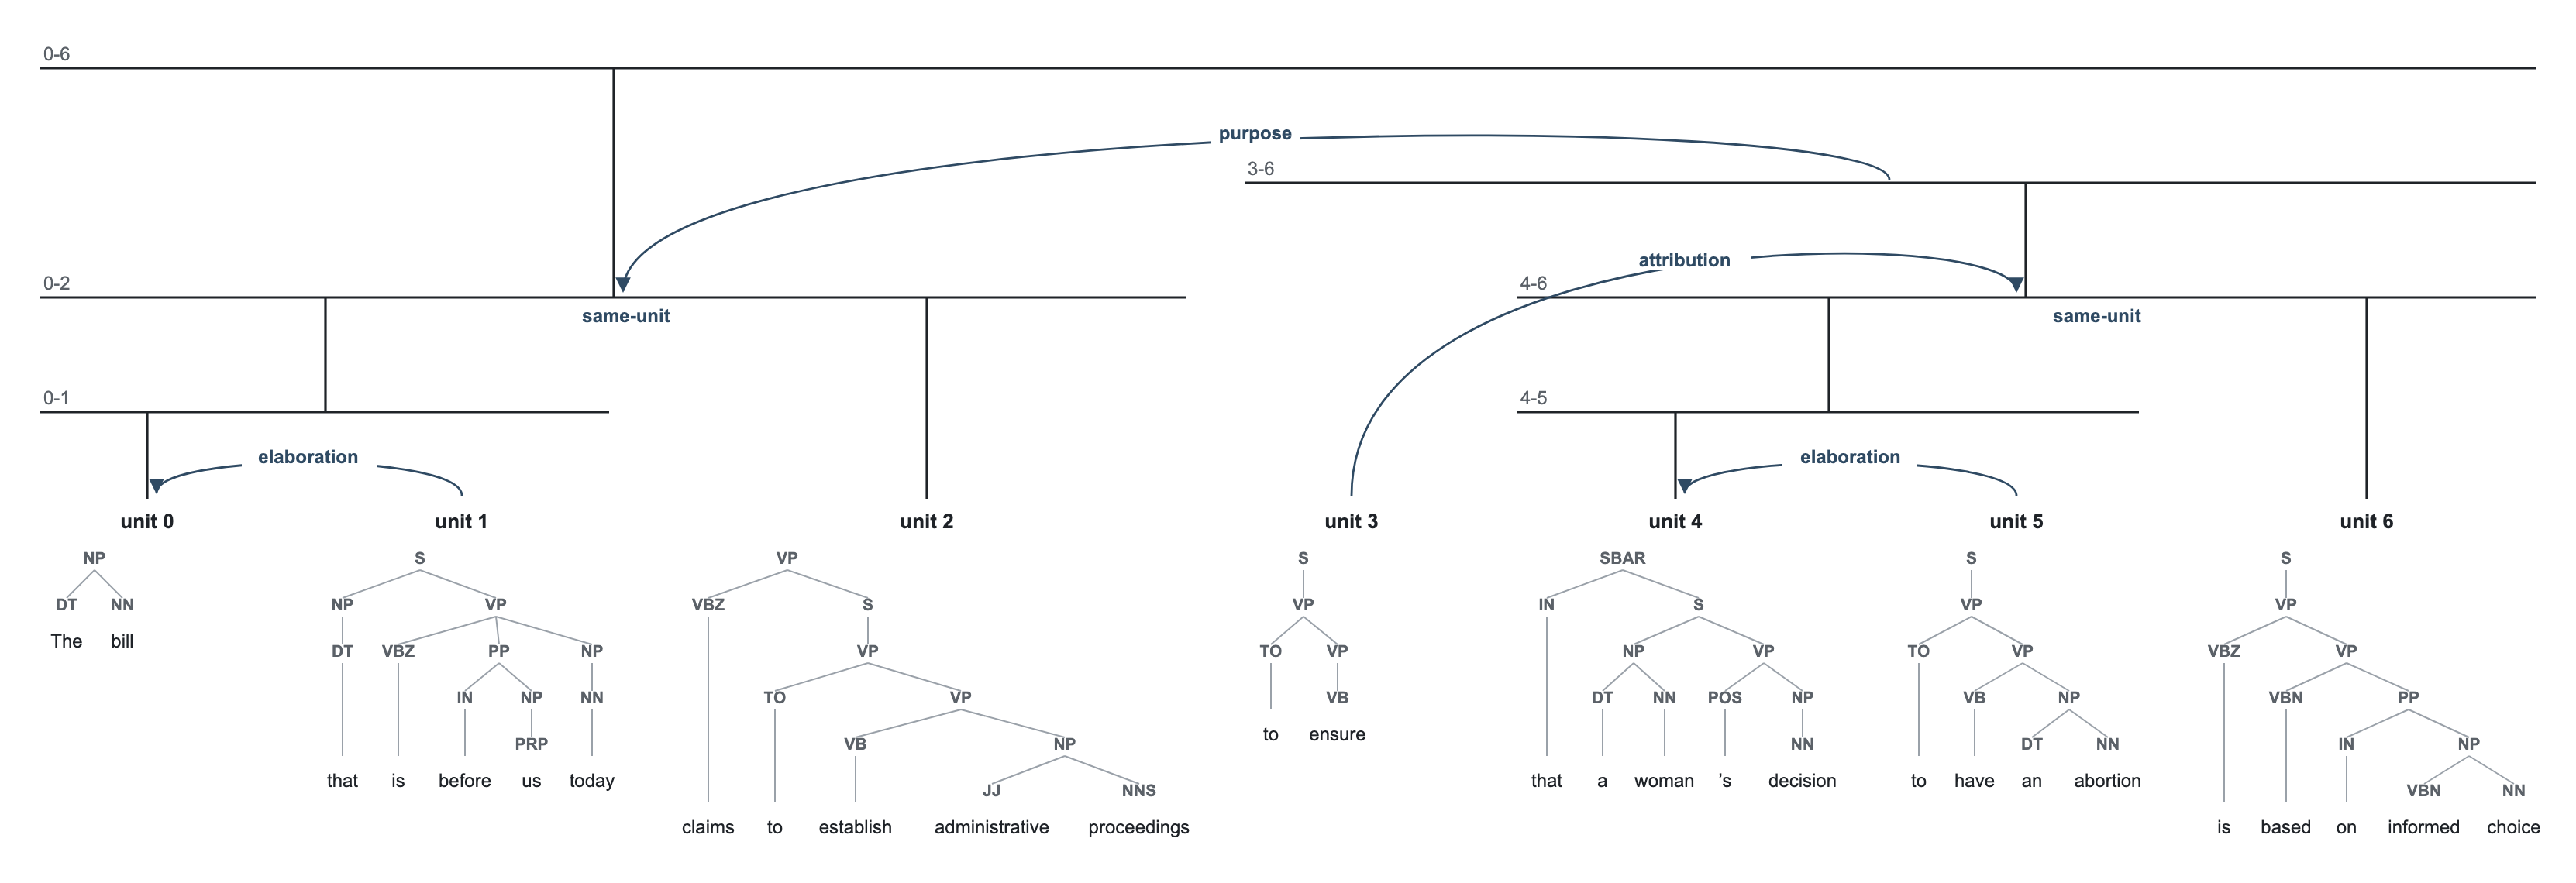 0-6
purpose
3-6
attribution
0-2
4-6
same-unit
same-unit
0-1
4-5
elaboration
elaboration
unit 0
unit 1
unit 2
unit 3
unit 4
unit 5
unit 6
NP S VP S SBAR S S
DT NN NP VP VBZ S VP IN S VP VP
The bill
DT VBZ PP NP VP TO VP NP VP TO VP VBZ VP
IN NP NN TO VP VB DT NN POS NP VB NP VBN PP
to ensure
PRP VB NP NN DT NN IN NP
that is before us today that a woman 's decision to have an abortion
JJ NNS VBN NN
claims to establish administrative proceedings is based on informed choice